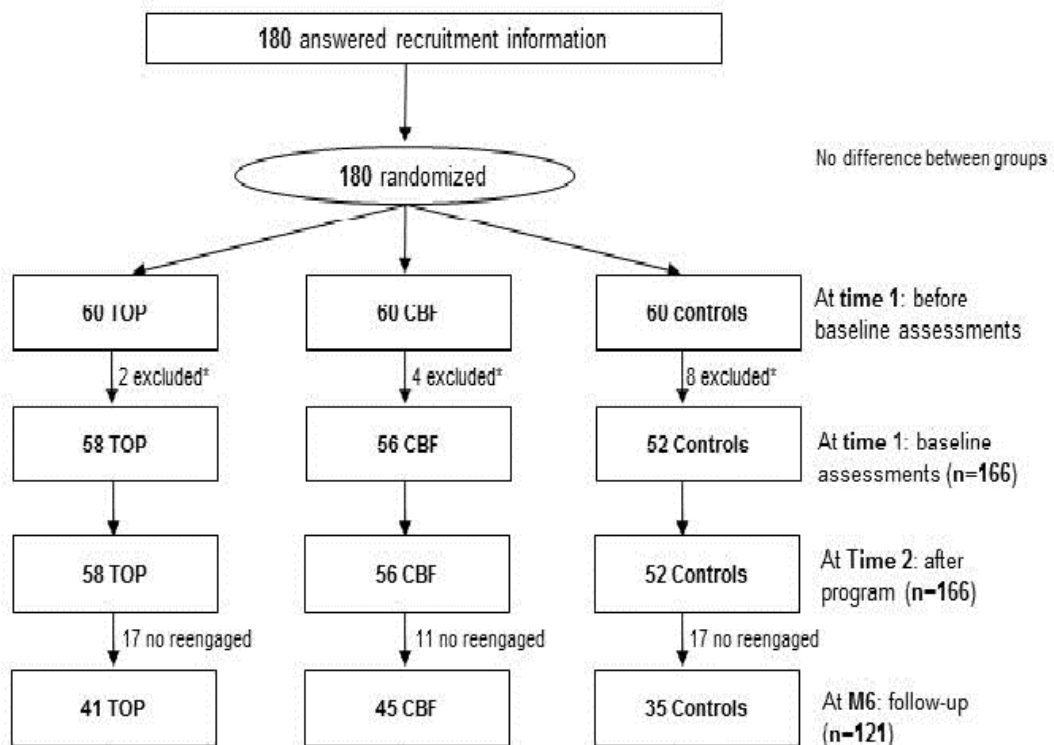 180 answered recruitment information
180 randomized
No difference between groups
60 TOP
60 CBF
60 controls
At time 1: before
baseline assessments
2 excluded*
4 excluded*
8 excluded*
58 TOP
56 CBF
52 Controls
At time 1: baseline
assessments (n=166)
58 TOP
56 CBF
52 Controls
At Time 2: after
program (n=166)
17 no reengaged
11 no reengaged
17 no reengaged
41 TOP
45 CBF
35 Controls
At M6: follow-up
(n=121)